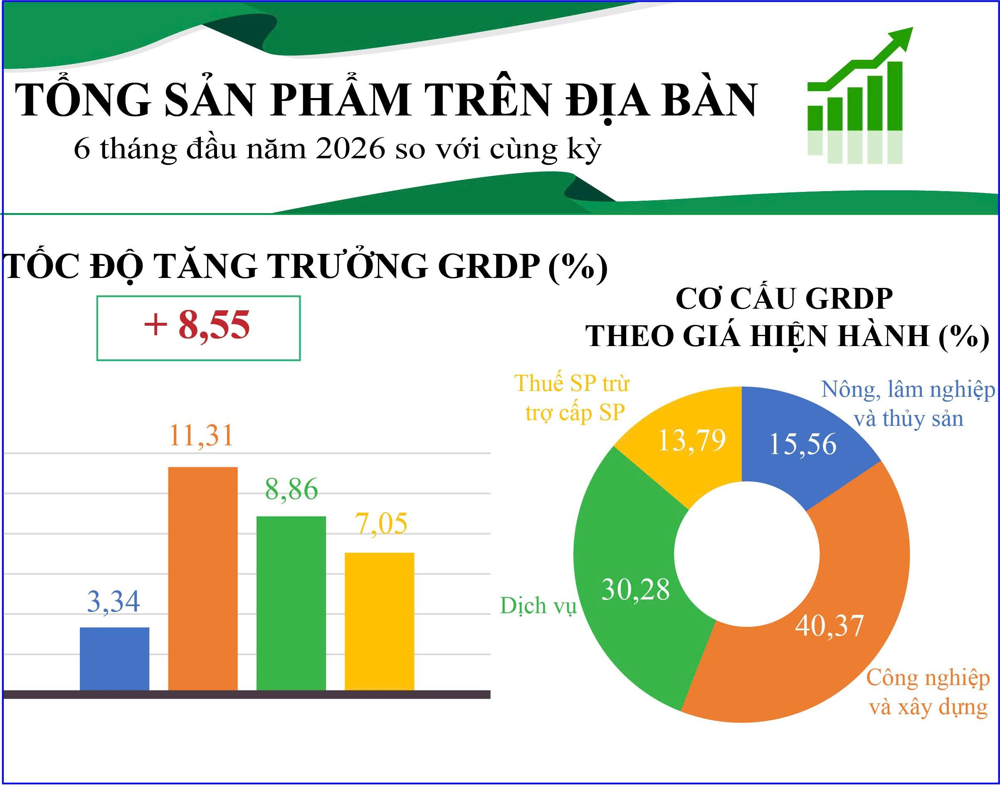 TỔNG SẢN PHẨM TRÊN ĐỊA BÀN
6 tháng đầu năm 2026 so với cùng kỳ
TỐC ĐỘ TĂNG TRƯỞNG GRDP (%)
+ 8,55
11,31
8,86
7,05
3,34
CƠ CẤU GRDP
THEO GIÁ HIỆN HÀNH (%)
Thuế SP trừ
trợ cấp SP
Nông, lâm nghiệp
và thủy sản
13,79
15,56
30,28
Dịch vụ
40,37
Công nghiệp
và xây dựng